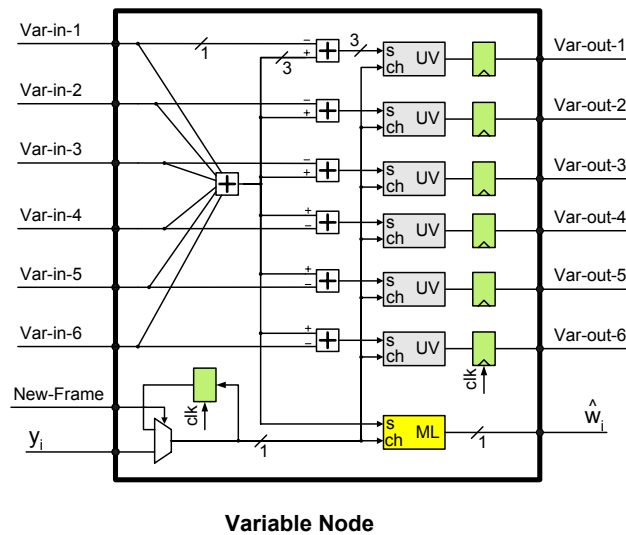 Var-in-1
1
−
+
3
3
s
ch
UV
Var-out-1
Var-in-2
−
+
s
ch
UV
Var-out-2
Var-in-3
−
+
s
ch
UV
Var-out-3
Var-in-4
+
−
s
ch
UV
Var-out-4
Var-in-5
+
−
s
ch
UV
Var-out-5
Var-in-6
+
−
s
ch
UV
Var-out-6
clk
New-Frame
clk
y_i
1
s
ch
ML
1
ŵ_i
Variable Node